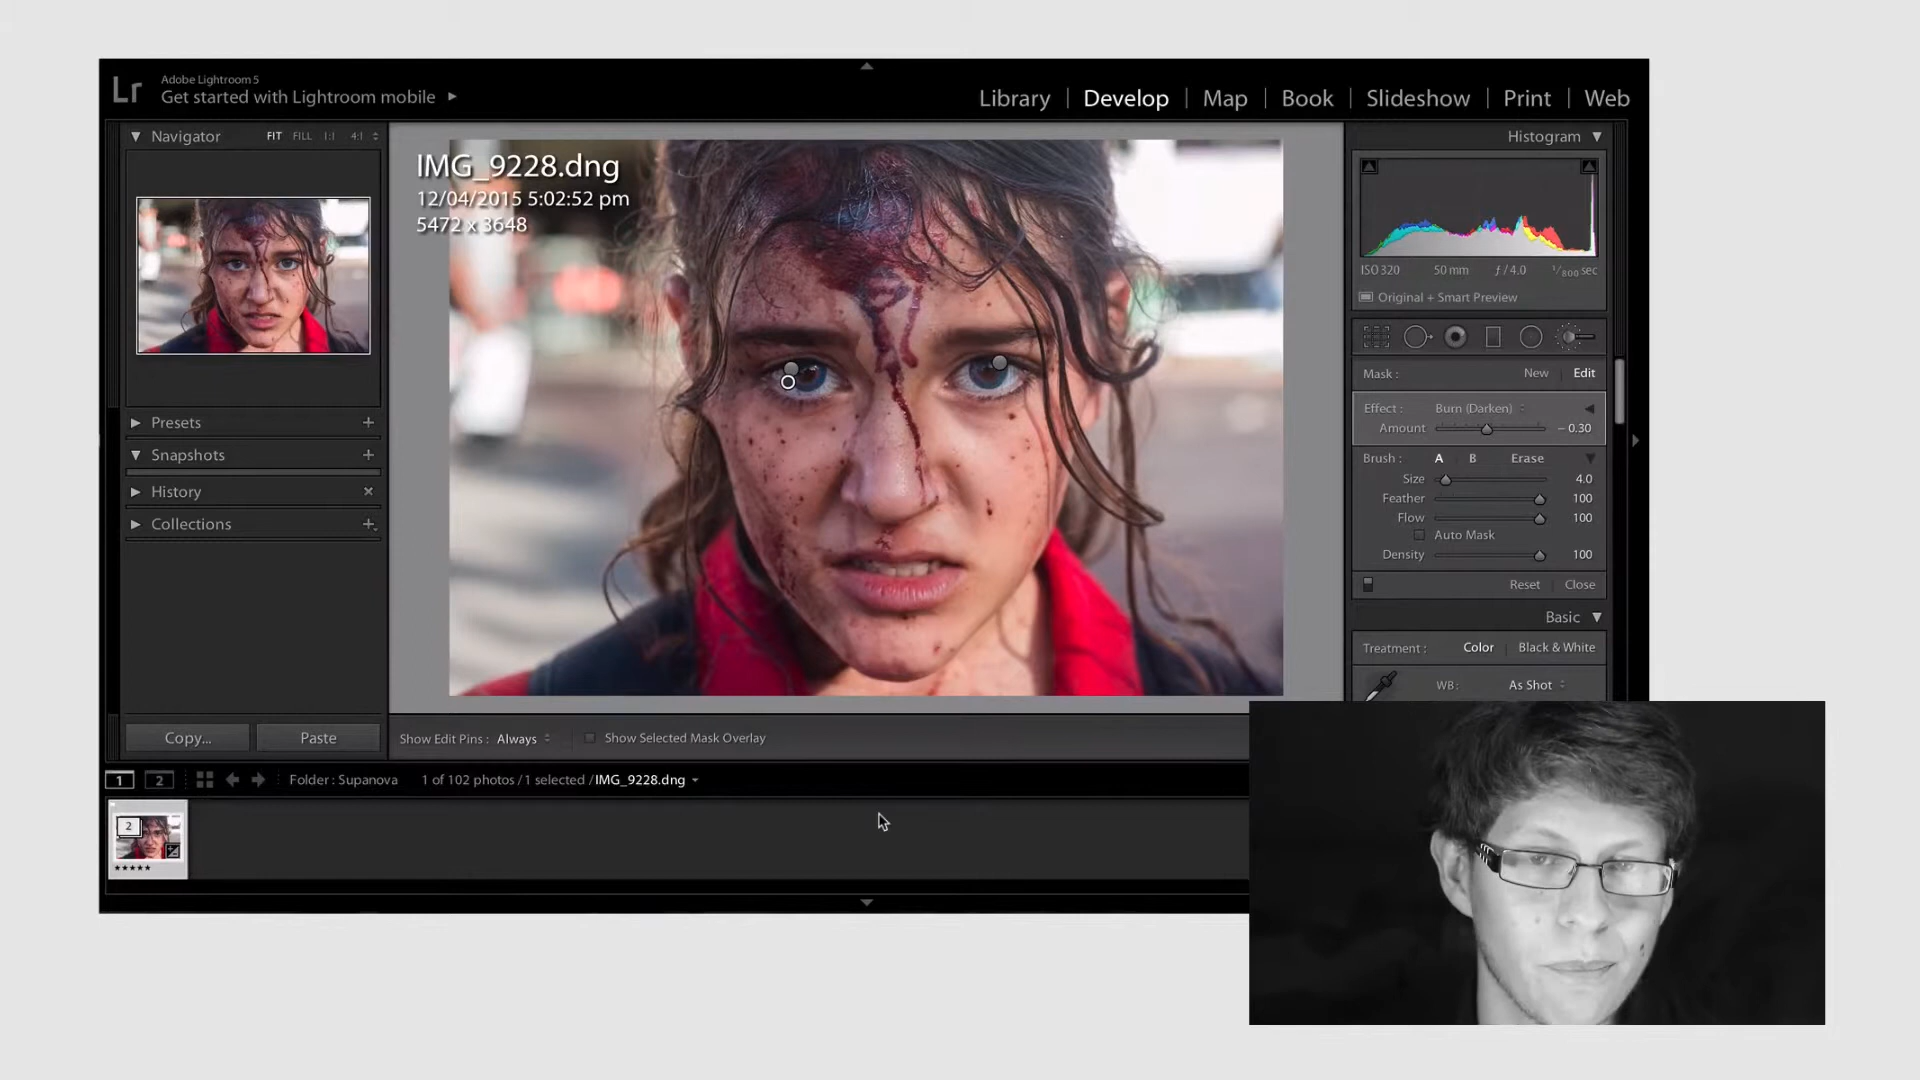 Lr
Adobe Lightroom 5
Get started with Lightroom mobile
Library | Develop | Map | Book | Slideshow | Print | Web
Navigator FIT FILL 1:1 4:1
Histogram
IMG_9228.dng
12/04/2015 5:02:52 pm
5472 x 3648
ISO 320 50 mm ƒ / 4.0 1/800 sec
Original + Smart Preview
Mask : New | Edit
Effect : Burn (Darken)
Amount − 0.30
Presets
Snapshots
History
Collections
Brush : A B Erase
Size 4.0
Feather 100
Flow 100
Auto Mask
Density 100
Reset Close
Basic
Treatment : Color | Black & White
WB : As Shot
Copy... Paste
Show Edit Pins : Always Show Selected Mask Overlay
1 2 Folder : Supanova 1 of 102 photos / 1 selected / IMG_9228.dng
2